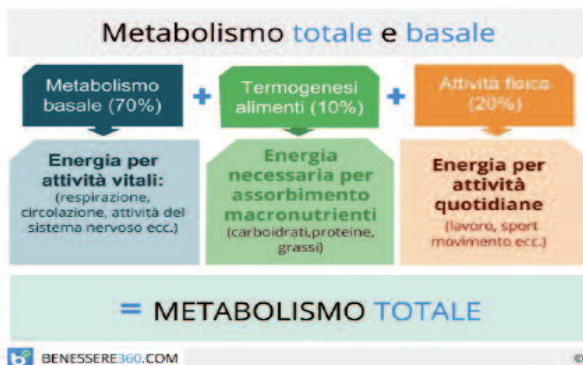 Metabolismo totale e basale
Metabolismo
basale (70%)
+
Termogenesi
alimenti (10%)
+
Attività fisica
(20%)
Energia per
attività vitali:
(respirazione,
circolazione, attività del
sistema nervoso ecc.)
Energia
necessaria per
assorbimento
macronutrienti
(carboidrati,proteine,
grassi)
Energia per
attività
quotidiane
(lavoro, sport
movimento ecc.)
= METABOLISMO TOTALE
b BENESSERE360.COM
©